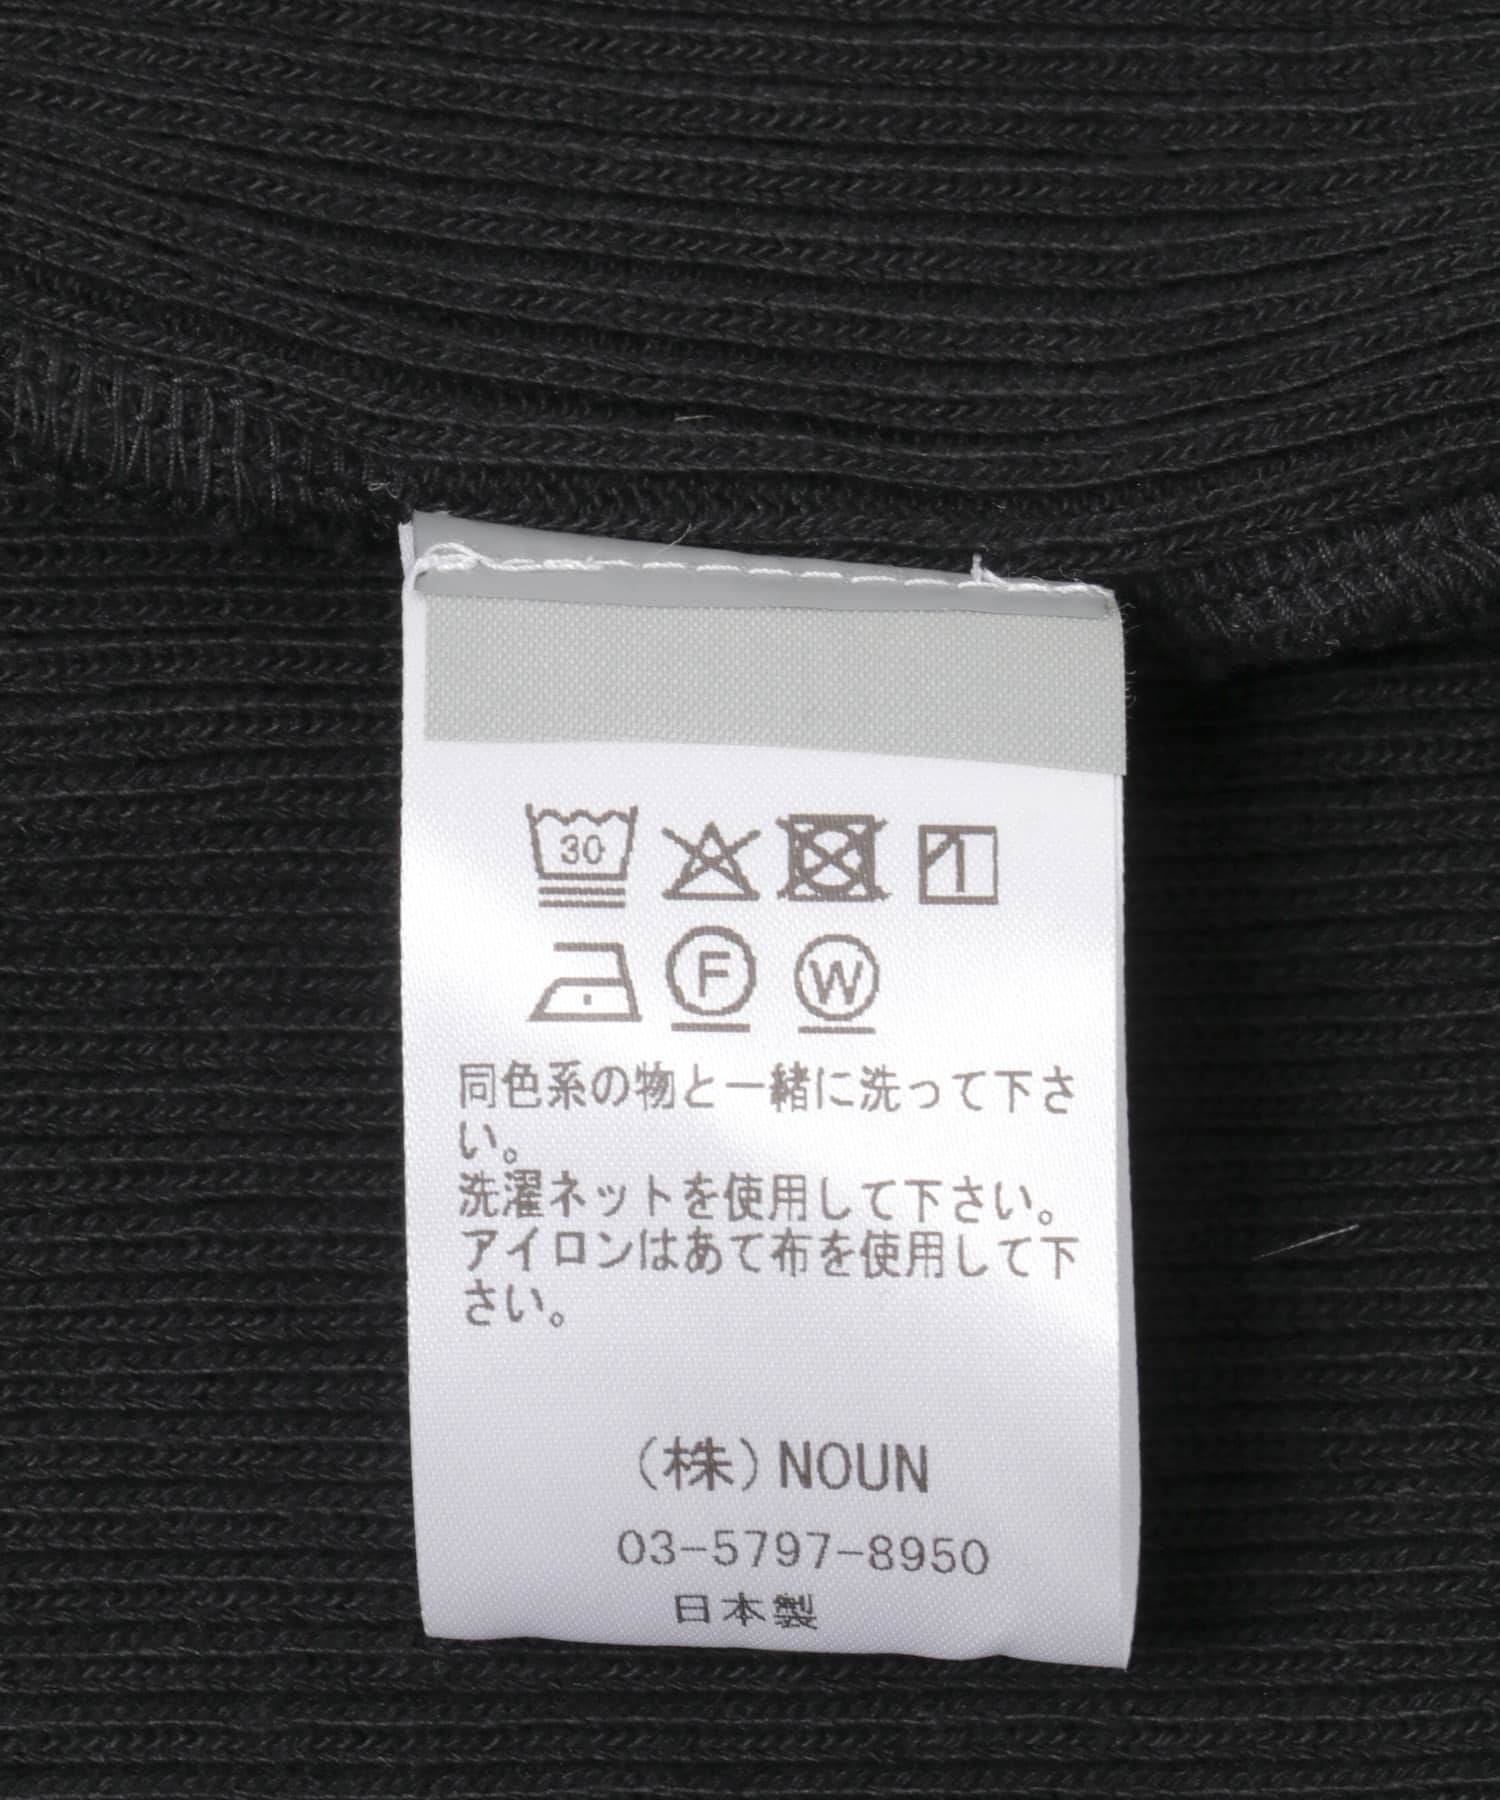 30
F W
同色系の物と一緒に洗って下さ
い。
洗濯ネットを使用して下さい。
アイロンはあて布を使用して下
さい。
(株)NOUN
03-5797-8950
日本製